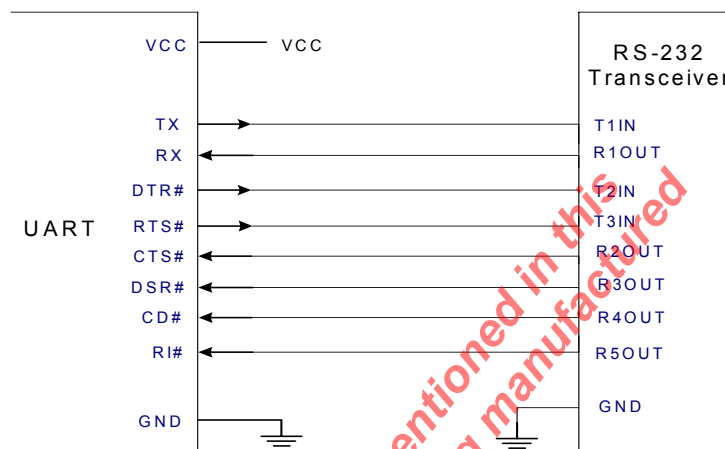 VCC VCC
RS-232
Transceiver
TX T1IN
RX R1OUT
DTR# T2IN
UART RTS# T3IN
CTS# R2OUT
DSR# R3OUT
CD# R4OUT
RI# R5OUT
GND GND
mentioned in this
manufactured